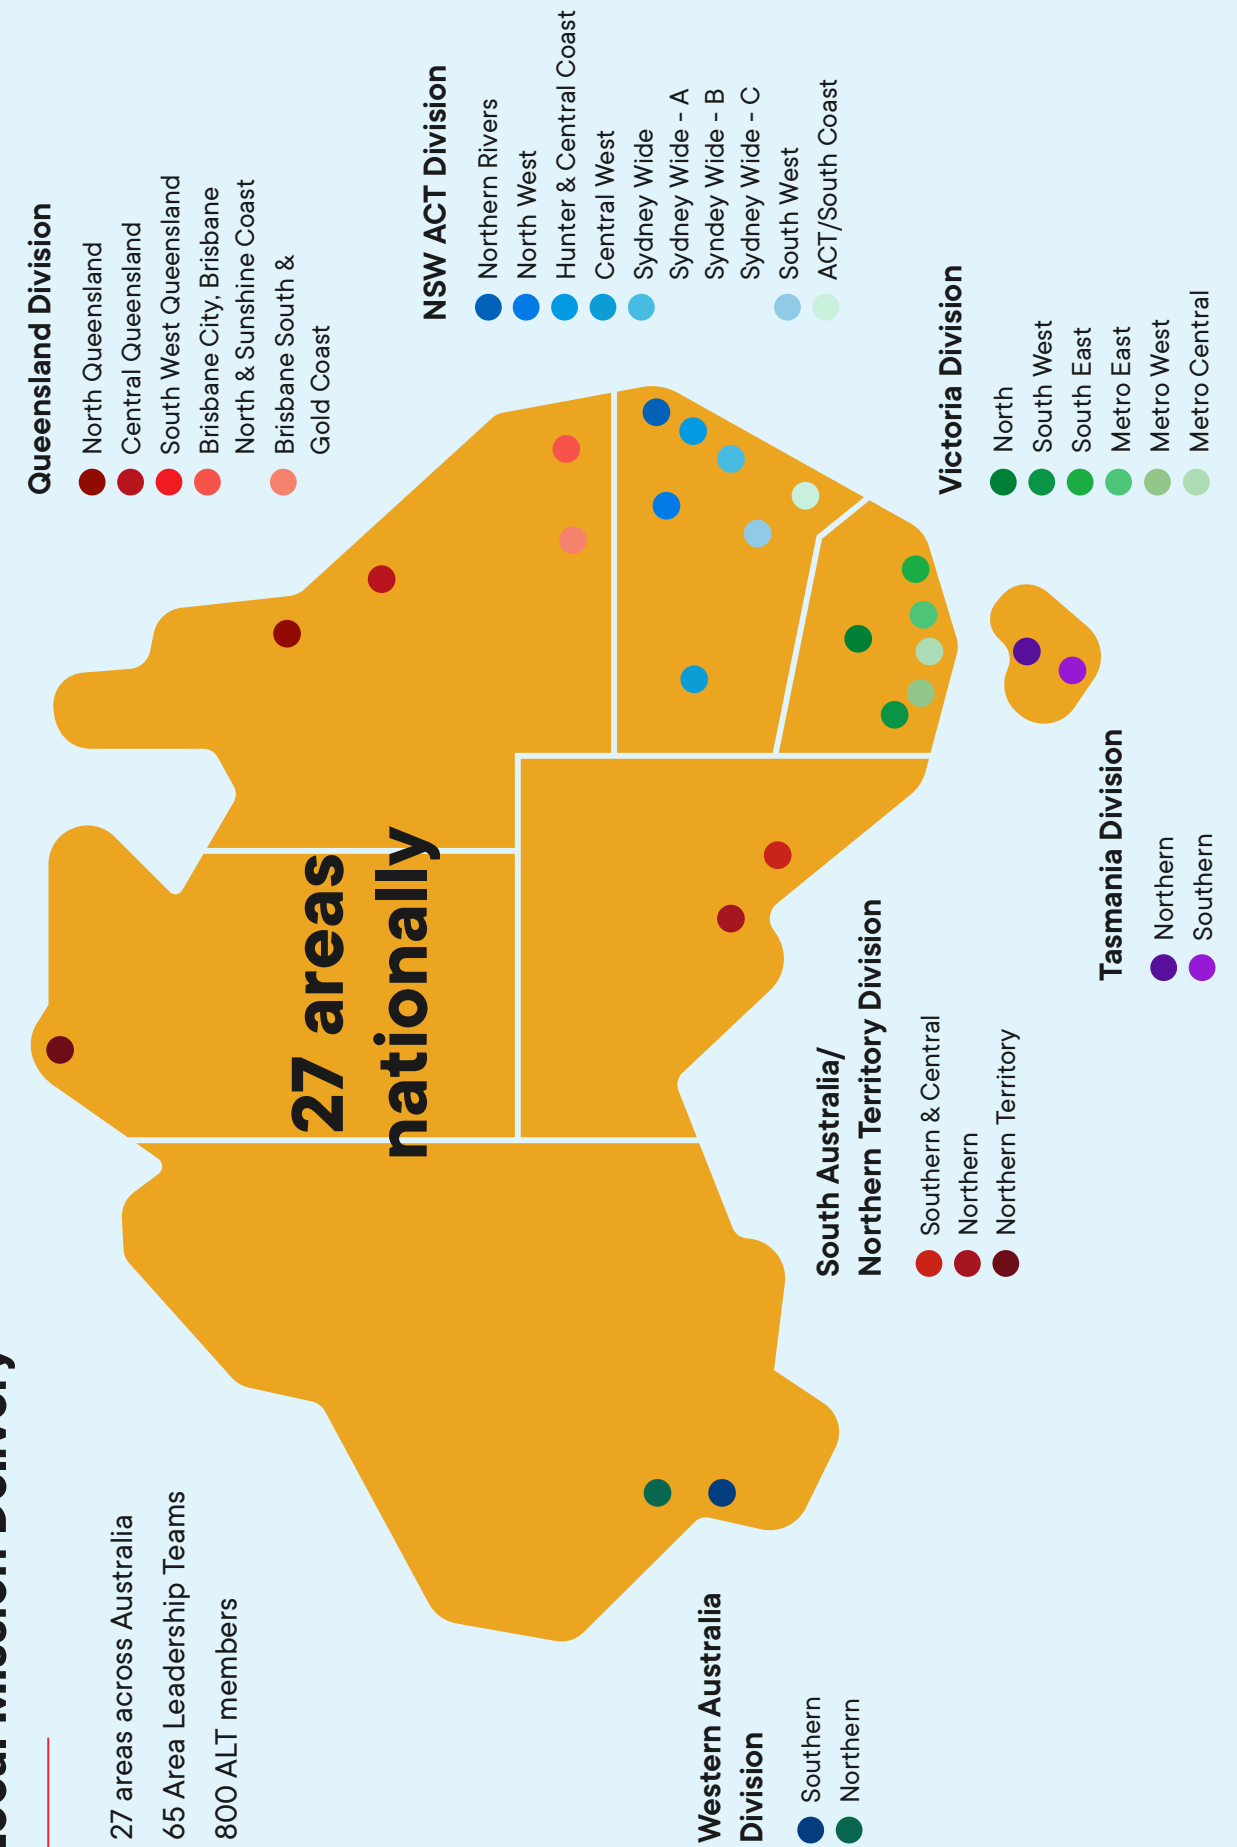 Local Mission Delivery
27 areas across Australia
65 Area Leadership Teams
800 ALT members
27 areas
nationally
Western Australia
Division
Southern
Northern
South Australia/
Northern Territory Division
Southern & Central
Northern
Northern Territory
Tasmania Division
Northern
Southern
Queensland Division
North Queensland
Central Queensland
South West Queensland
Brisbane City, Brisbane
North & Sunshine Coast
Brisbane South &
Gold Coast
NSW ACT Division
Northern Rivers
North West
Hunter & Central Coast
Central West
Sydney Wide
Sydney Wide - A
Syndey Wide - B
Sydney Wide - C
South West
ACT/South Coast
Victoria Division
North
South West
South East
Metro East
Metro West
Metro Central